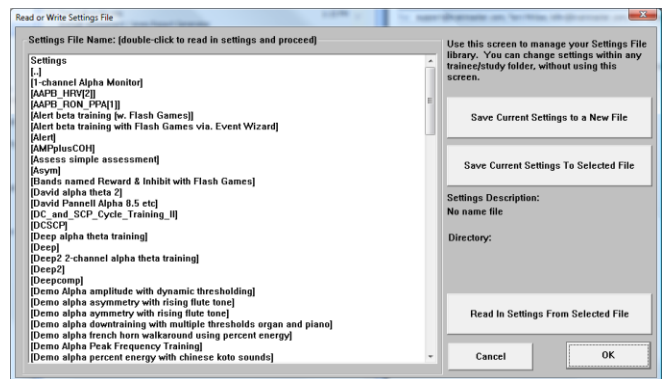 Read or Write Settings File
Settings File Name: (double-click to read in settings and proceed)
Settings
[..]
[1-channel Alpha Monitor]
[AAPB_HRV[2]]
[AAPB_RON_PPA[1]]
[Alert beta training (w. Flash Games)]
[Alert beta training with Flash Games via. Event Wizard]
[Alert]
[AMPplusCOH]
[Assess simple assessment]
[Asym]
[Bands named Reward & Inhibit with Flash Games]
[David alpha theta 2]
[David Pannell Alpha 8.5 etc]
[DC_and_SCP_Cycle_Training_II]
[DCSCP]
[Deep alpha theta training]
[Deep]
[Deep2 2-channel alpha theta training]
[Deep2]
[Deepcomp]
[Demo Alpha amplitude with dynamic thresholding]
[Demo alpha asymmetry with rising flute tone]
[Demo alpha aymmetry with rising flute tone]
[Demo alpha downtraining with multiple thresholds organ and piano]
[Demo alpha french horn walkaround using percent energy]
[Demo Alpha Peak Frequency Training]
[Demo alpha percent energy with chinese koto sounds]
Use this screen to manage your Settings File
library. You can change settings within any
trainee/study folder, without using this
screen.
Save Current Settings to a New File
Save Current Settings To Selected File
Settings Description:
No name file
Directory:
Read In Settings From Selected File
Cancel
OK